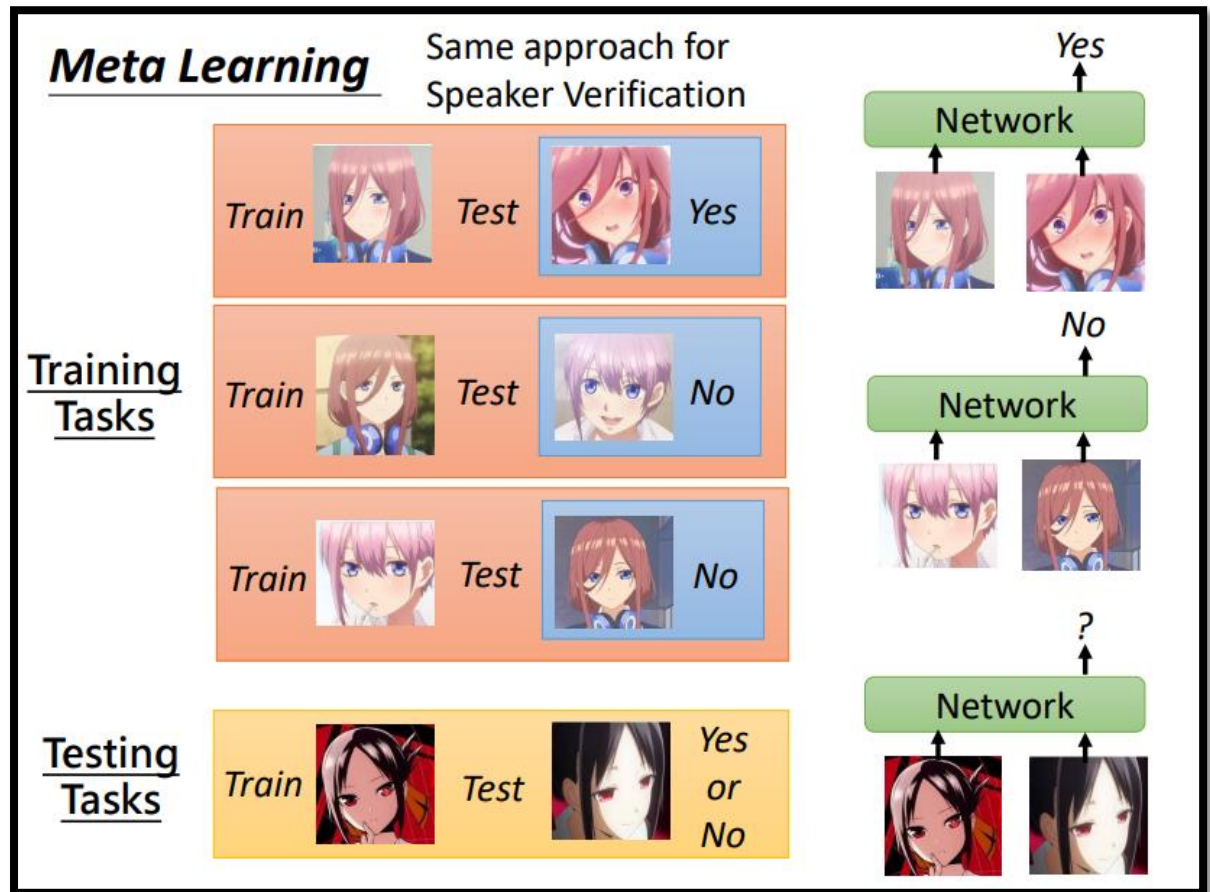 Meta Learning
Same approach for
Speaker Verification
Training
Tasks
Train
Test
Yes
Train
Test
No
Train
Test
No
Testing
Tasks
Train
Test
Yes
or
No
Yes
Network
No
Network
?
Network